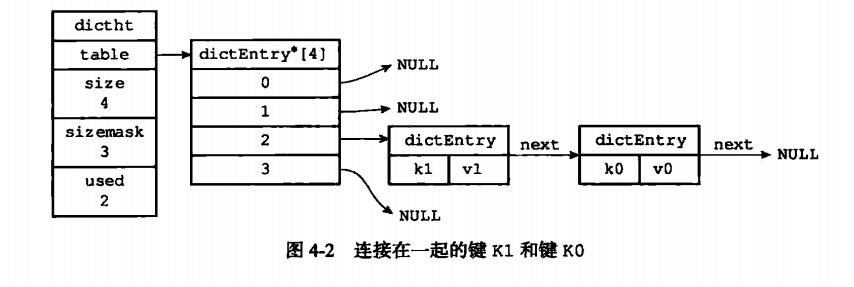 dictht
table
size
4
sizemask
3
used
2
dictEntry*[4]
0
1
2
3
NULL
NULL
dictEntry
k1 v1
next
dictEntry
k0 v0
next
NULL
NULL
图 4-2 连接在一起的键 K1 和键 K0